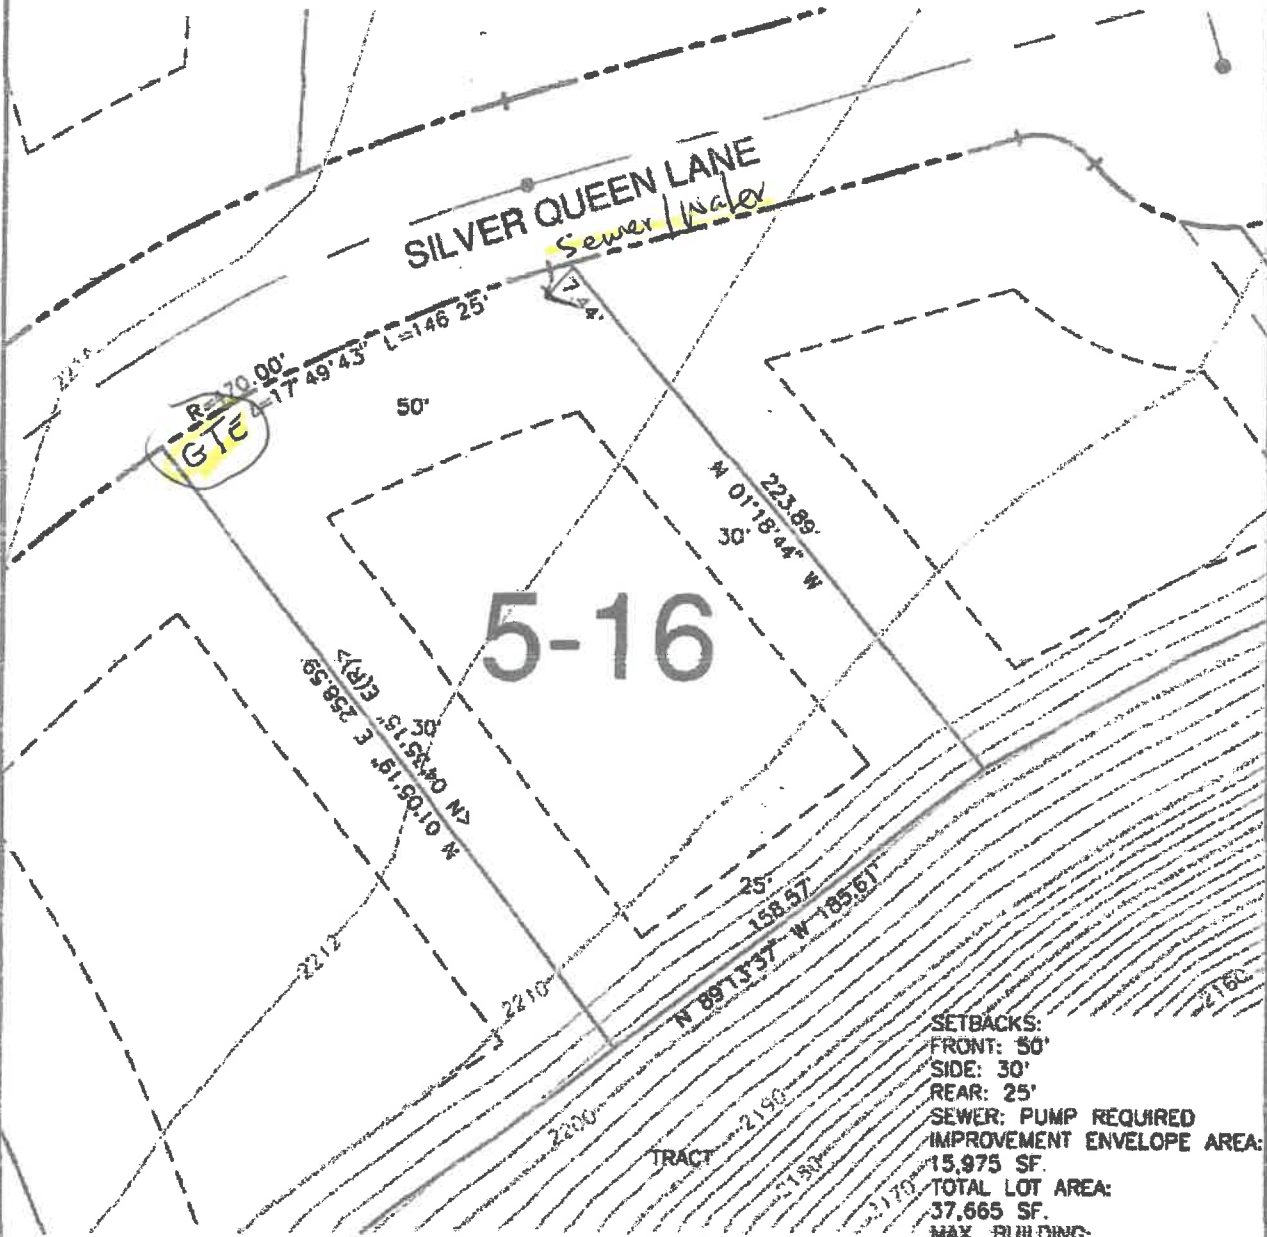 SILVER QUEEN LANE
Sewer/water
7.44'
L=146 25'
17°49'43"
GTE
50'
223.89'
N 01°18'44" W
30'
5-16
N 01°05'19" E 258.59
<N 04°35'15" E(R)>
30'
25'
158.57'
N 89°13'37" W 185.61'
2212
2210
2200
2190
2180
2170
2160
TRACT
SETBACKS:
FRONT: 50'
SIDE: 30'
REAR: 25'
SEWER: PUMP REQUIRED
IMPROVEMENT ENVELOPE AREA:
15,975 SF.
TOTAL LOT AREA:
37,665 SF.
MAX. BUILDING: